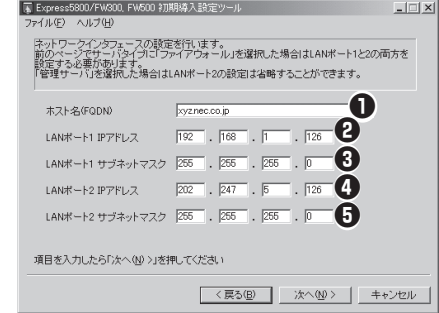 Express5800/FW300, FW500 初期導入設定ツール
ファイル(F) ヘルプ(H)
ネットワークインタフェースの設定を行います。
前のページでサーバタイプに「ファイアウォール」を選択した場合はLANポート1と2の両方を
設定する必要があります。
「管理サーバ」を選択した場合はLANポート2の設定は省略することができます。
ホスト名(FQDN) xyz.nec.co.jp ❶
LANポート1 IPアドレス 192 . 168 . 1 . 126 ❷
LANポート1 サブネットマスク 255 . 255 . 255 . 0 ❸
LANポート2 IPアドレス 202 . 247 . 5 . 126 ❹
LANポート2 サブネットマスク 255 . 255 . 255 . 0 ❺
項目を入力したら「次へ(N) >」を押してください
< 戻る(B) 次へ(N) > キャンセル